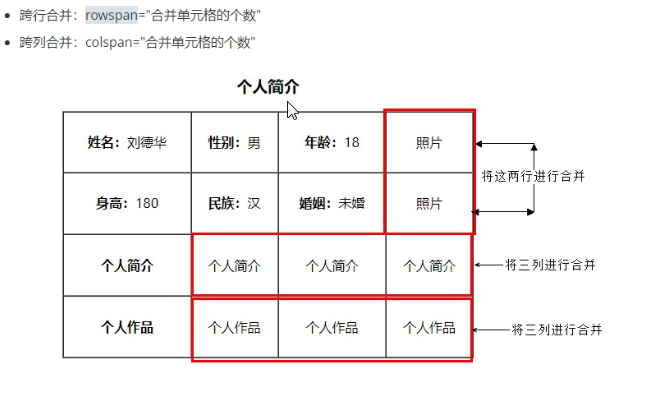 跨行合并：rowspan="合并单元格的个数"
跨列合并：colspan="合并单元格的个数"
个人简介
姓名：刘德华 性别：男 年龄：18 照片
将这两行进行合并
身高：180 民族：汉 婚姻：未婚 照片
个人简介 个人简介 个人简介 个人简介 将三列进行合并
个人作品 个人作品 个人作品 个人作品 将三列进行合并